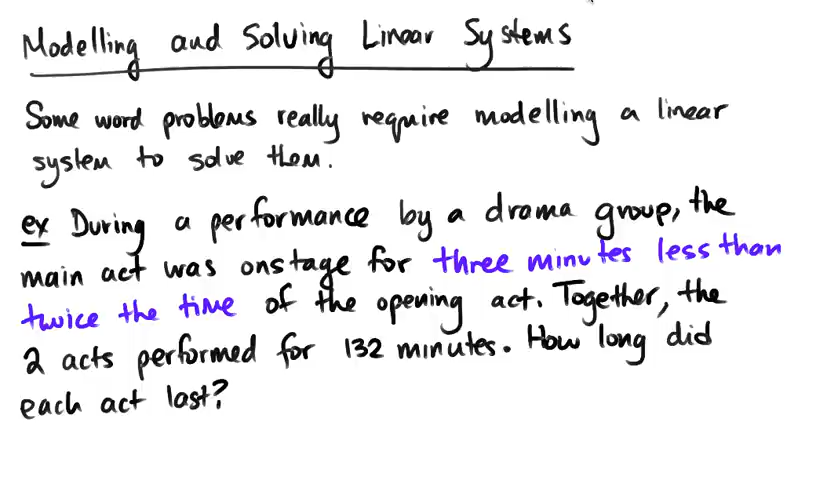 Modelling and Solving Linear Systems
Some word problems really require modelling a linear
system to solve them.
ex During a performance by a drama group, the
main act was onstage for three minutes less than
twice the time of the opening act. Together, the
2 acts performed for 132 minutes. How long did
each act last?